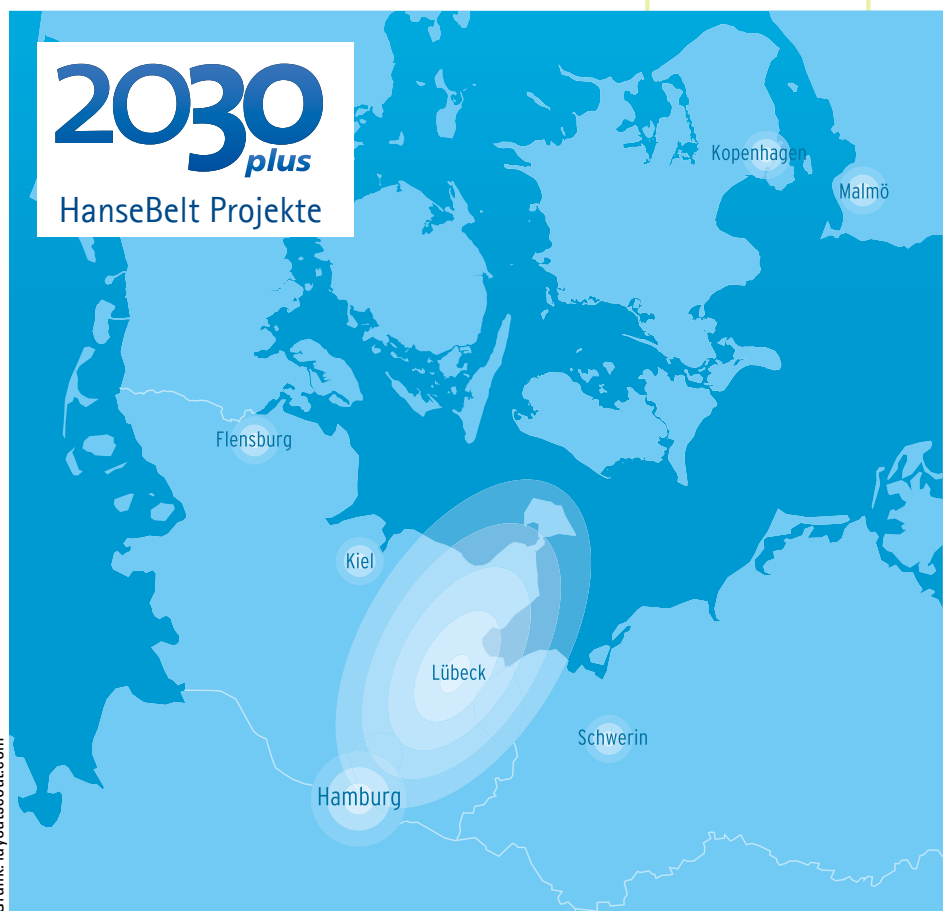 2030
plus
HanseBelt Projekte
Kopenhagen
Malmö
Flensburg
Kiel
Lübeck
Schwerin
Hamburg